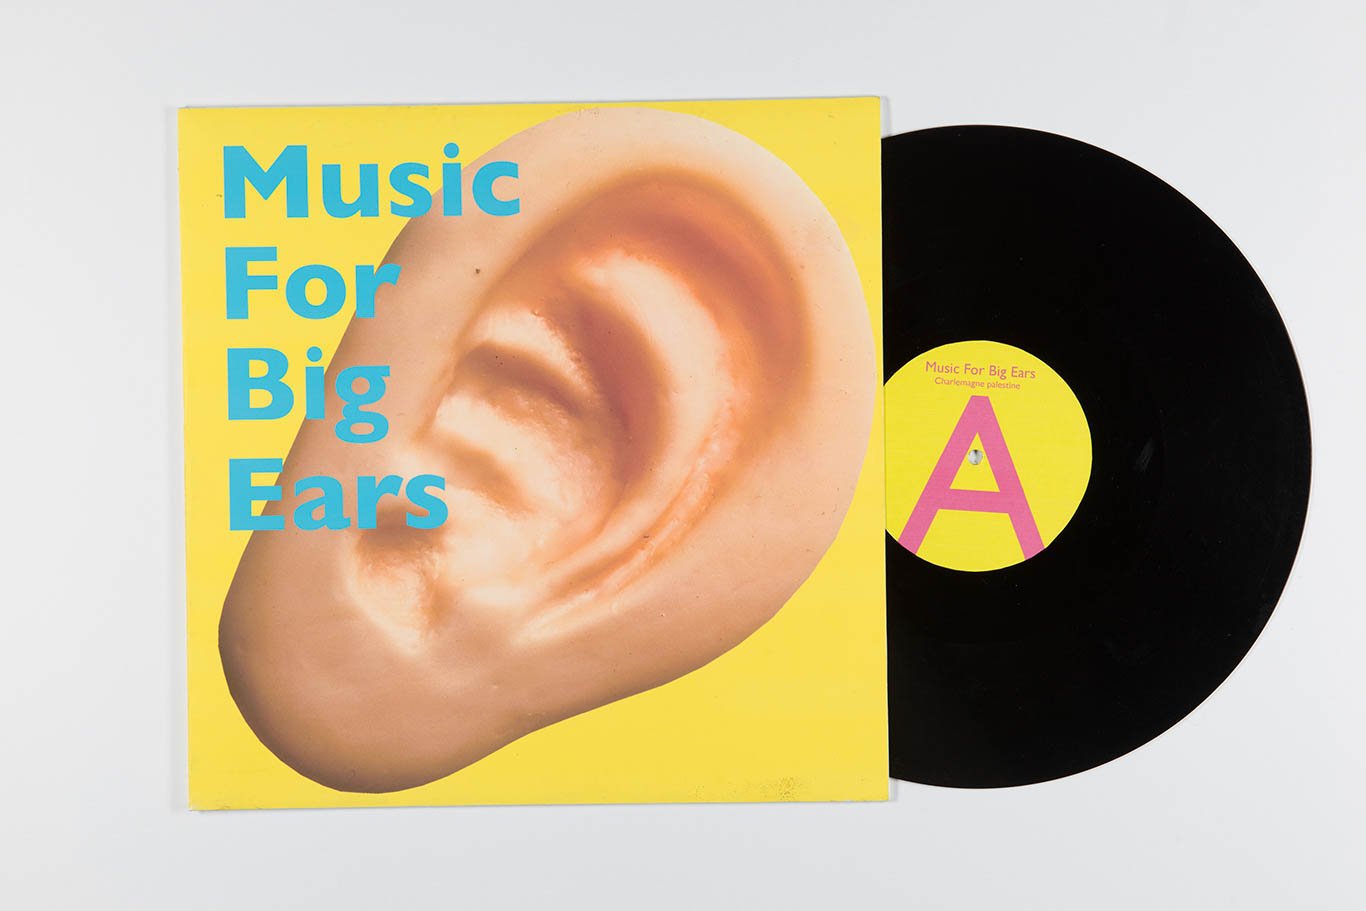 Music
For
Big
Ears
Music For Big Ears
Charlemagne palestine
A